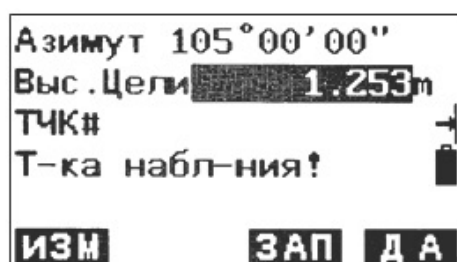 Азимут 105°00'00"
Выс.Цели 1.253m
ТЧК#
Т-ка набл-ния!
ИЗМ ЗАП ДА